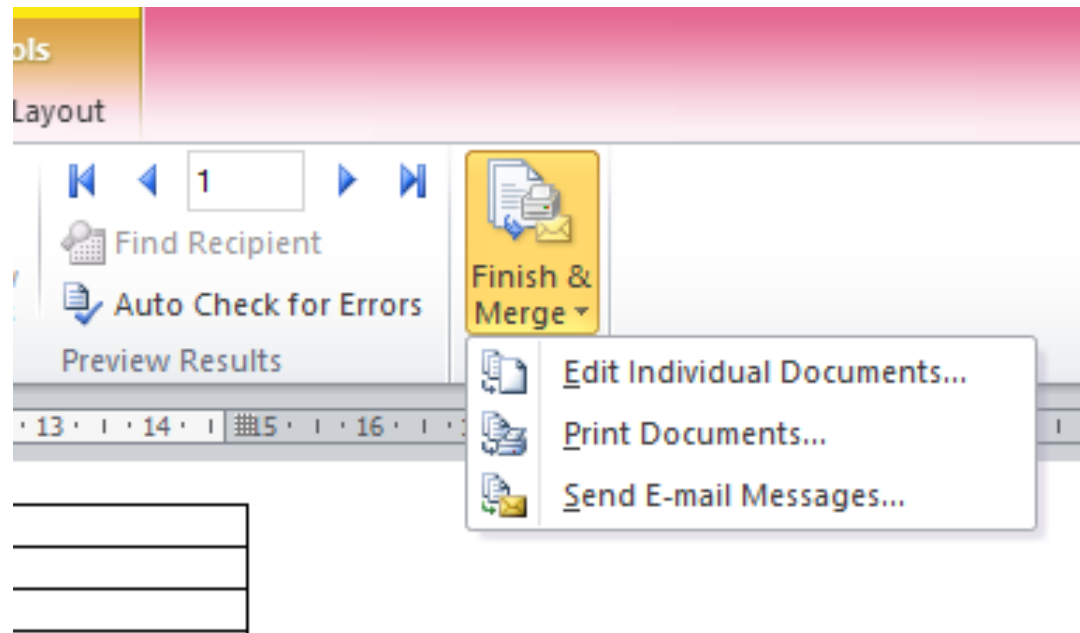 ols
Layout
1
Find Recipient
Auto Check for Errors
Preview Results
Finish &
Merge
Edit Individual Documents...
Print Documents...
Send E-mail Messages...
13 14 15 16